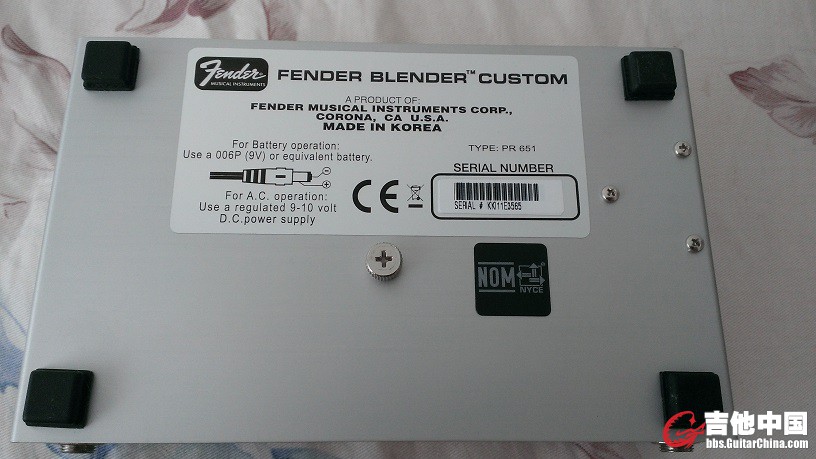 Fender
MUSICAL INSTRUMENTS
FENDER BLENDER™ CUSTOM
A PRODUCT OF:
FENDER MUSICAL INSTRUMENTS CORP.,
CORONA, CA U.S.A.
MADE IN KOREA
For Battery operation:
Use a 006P (9V) or equivalent battery.
For A.C. operation:
Use a regulated 9-10 volt
D.C. power supply
TYPE: PR 651
SERIAL NUMBER
SERIAL # KKI11E3565
CE
NOM
NYCE
吉他中国
bbs.GuitarChina.com